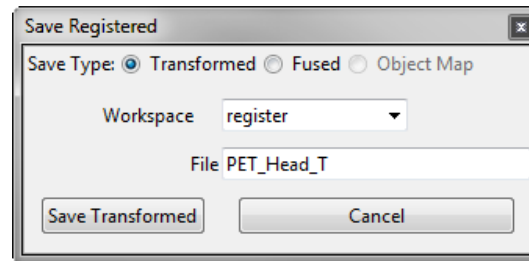 Save Registered
Save Type: Transformed Fused Object Map
Workspace register
File PET_Head_T
Save Transformed Cancel